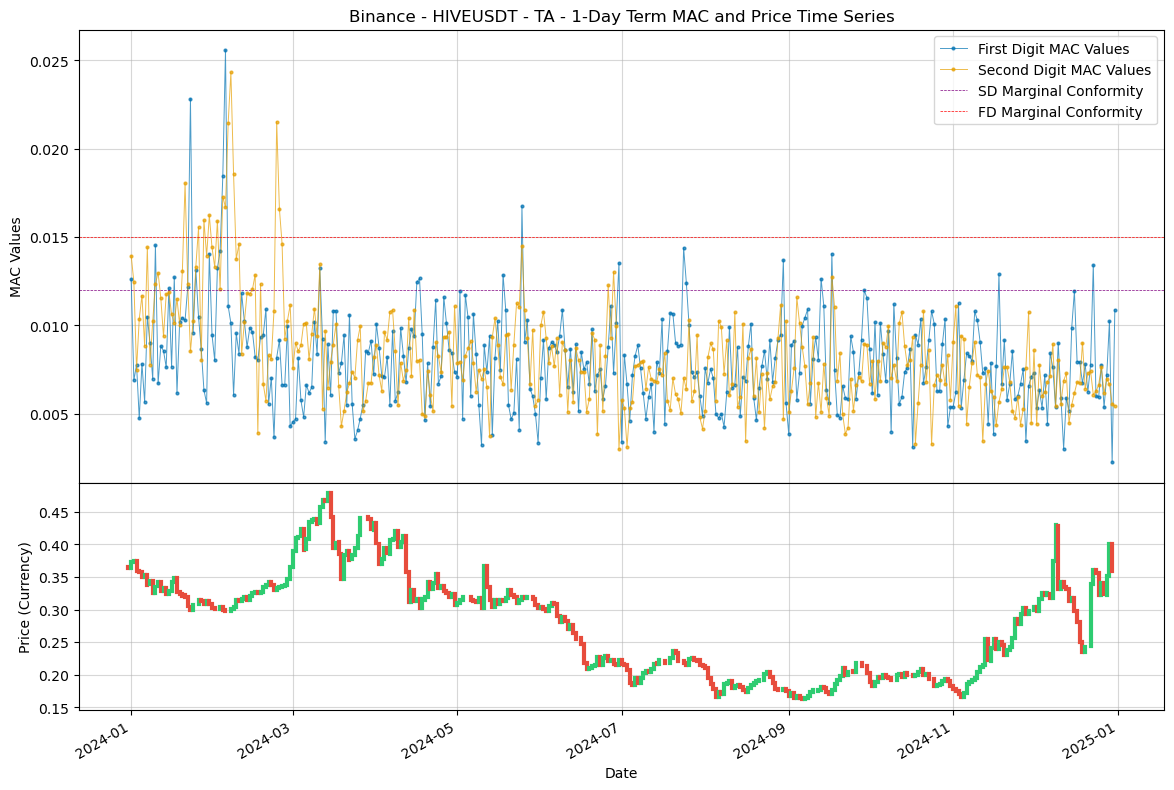 Binance - HIVEUSDT - TA - 1-Day Term MAC and Price Time Series
First Digit MAC Values
Second Digit MAC Values
SD Marginal Conformity
FD Marginal Conformity
MAC Values
0.025
0.020
0.015
0.010
0.005
Price (Currency)
0.45
0.40
0.35
0.30
0.25
0.20
0.15
2024-01
2024-03
2024-05
2024-07
2024-09
2024-11
2025-01
Date